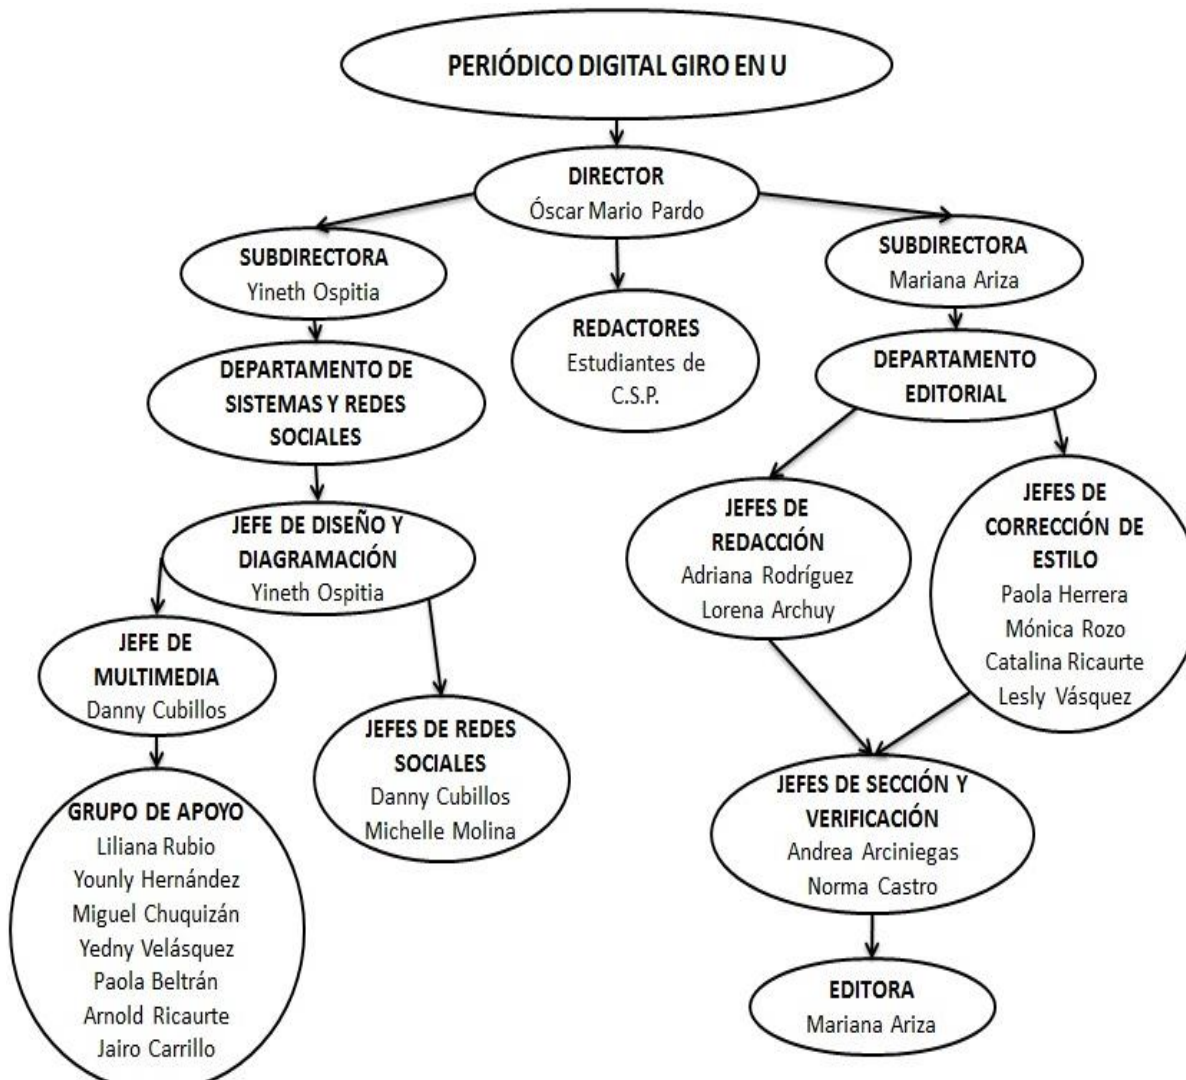 PERIÓDICO DIGITAL GIRO EN U
DIRECTOR
Óscar Mario Pardo
SUBDIRECTORA
Yineth Ospitia
REDACTORES
Estudiantes de
C.S.P.
SUBDIRECTORA
Mariana Ariza
DEPARTAMENTO DE
SISTEMAS Y REDES
SOCIALES
DEPARTAMENTO
EDITORIAL
JEFE DE DISEÑO Y
DIAGRAMACIÓN
Yineth Ospitia
JEFES DE
REDACCIÓN
Adriana Rodríguez
Lorena Archuy
JEFES DE
CORRECCIÓN DE
ESTILO
Paola Herrera
Mónica Rozo
Catalina Ricaurte
Lesly Vásquez
JEFE DE
MULTIMEDIA
Danny Cubillos
JEFES DE REDES
SOCIALES
Danny Cubillos
Michelle Molina
JEFES DE SECCIÓN Y
VERIFICACIÓN
Andrea Arciniegas
Norma Castro
GRUPO DE APOYO
Liliana Rubio
Younly Hernández
Miguel Chuquizán
Yedny Velásquez
Paola Beltrán
Arnold Ricaurte
Jairo Carrillo
EDITORA
Mariana Ariza